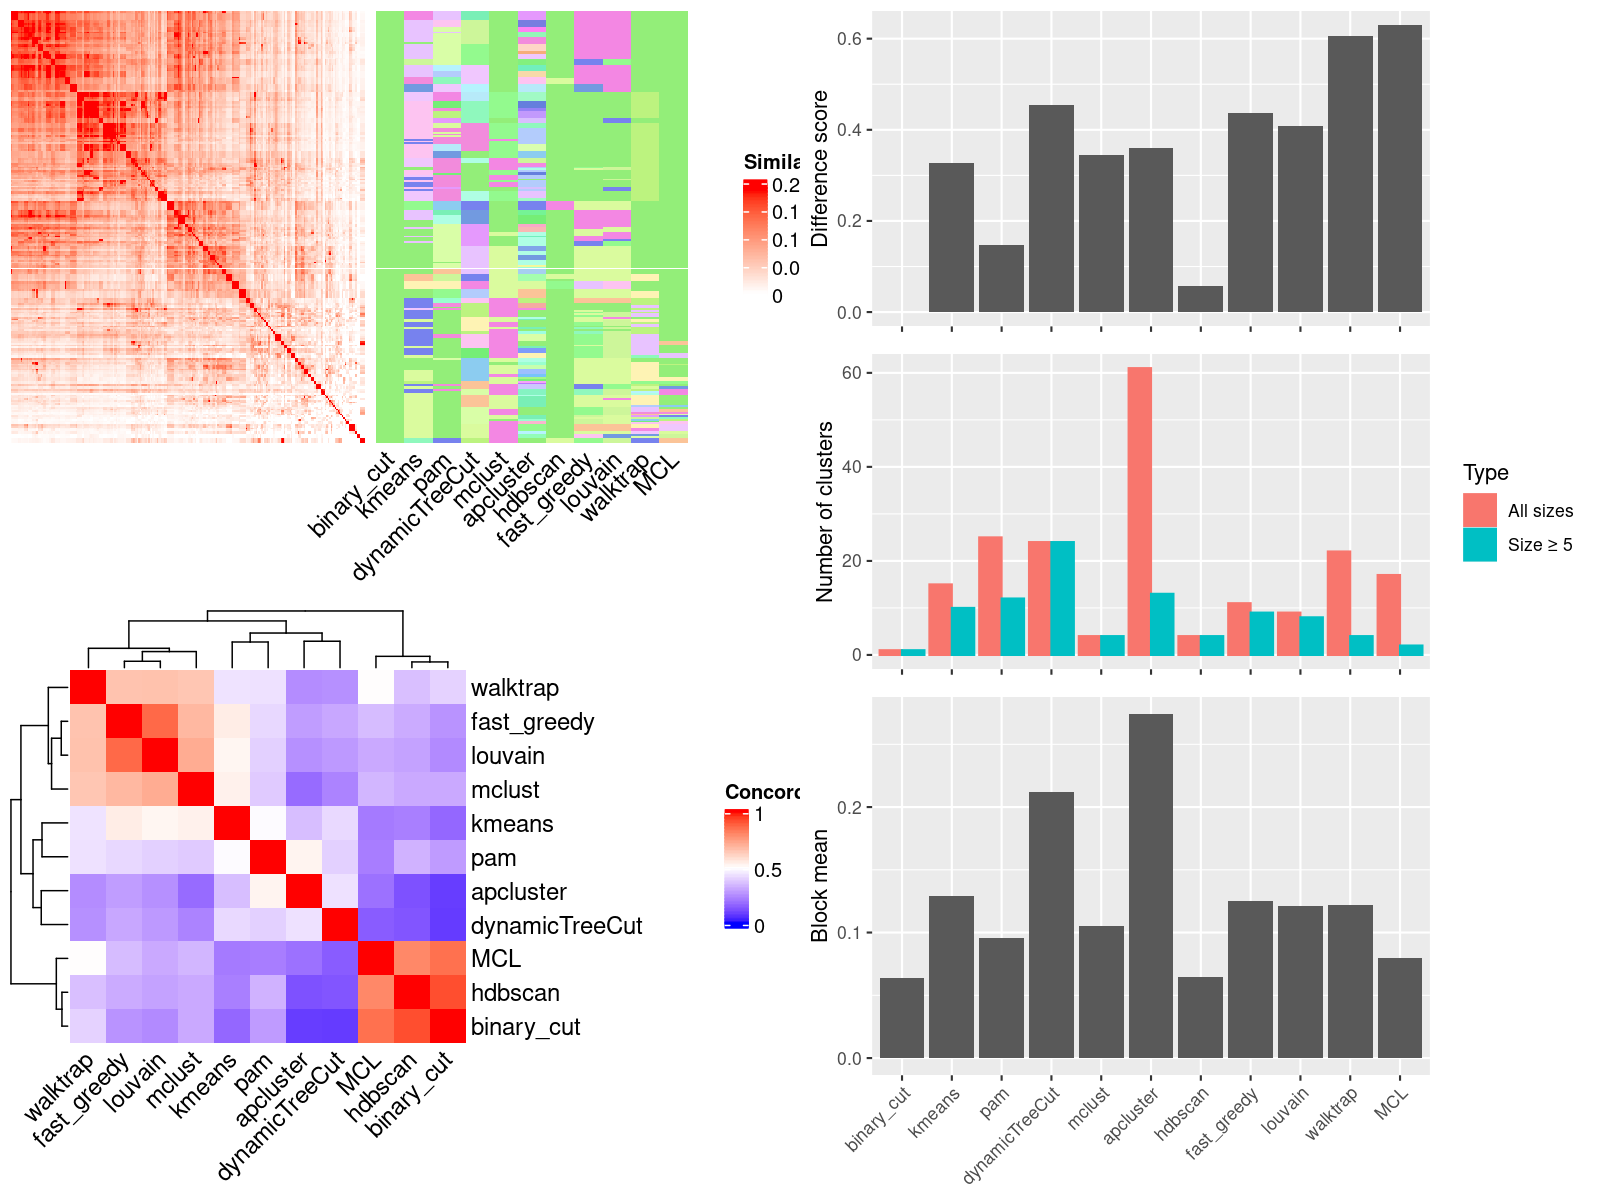 Simila
0.2
0.1
0.1
0.0
0
binary_cut
kmeans
pam
dynamicTreeCut
mclust
apcluster
hdbscan
fast_greedy
louvain
walktrap
MCL
walktrap
fast_greedy
louvain
mclust
kmeans
pam
apcluster
dynamicTreeCut
MCL
hdbscan
binary_cut
walktrap
fast_greedy
louvain
mclust
kmeans
pam
apcluster
dynamicTreeCut
MCL
hdbscan
binary_cut
Concord
1
0.5
0
Difference score
0.6
0.4
0.2
0.0
Number of clusters
60
40
20
0
Type
All sizes
Size ≥ 5
Block mean
0.2
0.1
0.0
binary_cut
kmeans
pam
dynamicTreeCut
mclust
apcluster
hdbscan
fast_greedy
louvain
walktrap
MCL